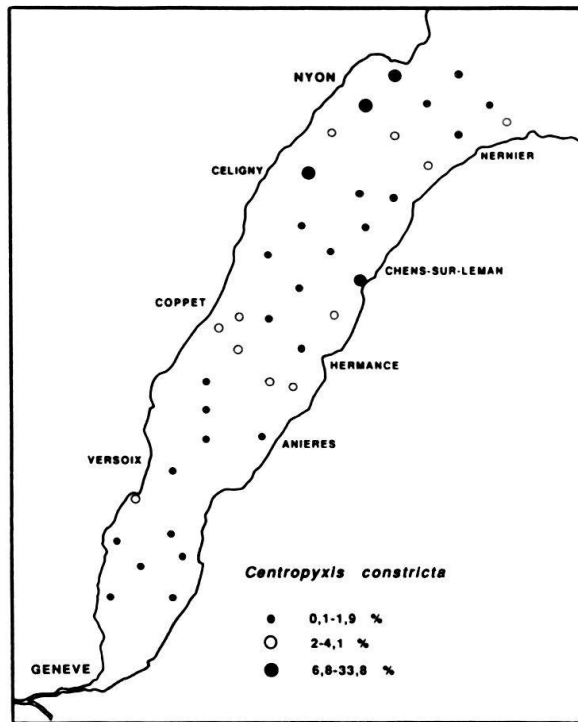 NYON
NERNIER
CELIGNY
CHENS-SUR-LEMAN
COPPET
HERMANCE
ANIERES
VERSOIX
Centropyxis constricta
0,1-1,9 %
2-4,1 %
6,8-33,8 %
GENEVE